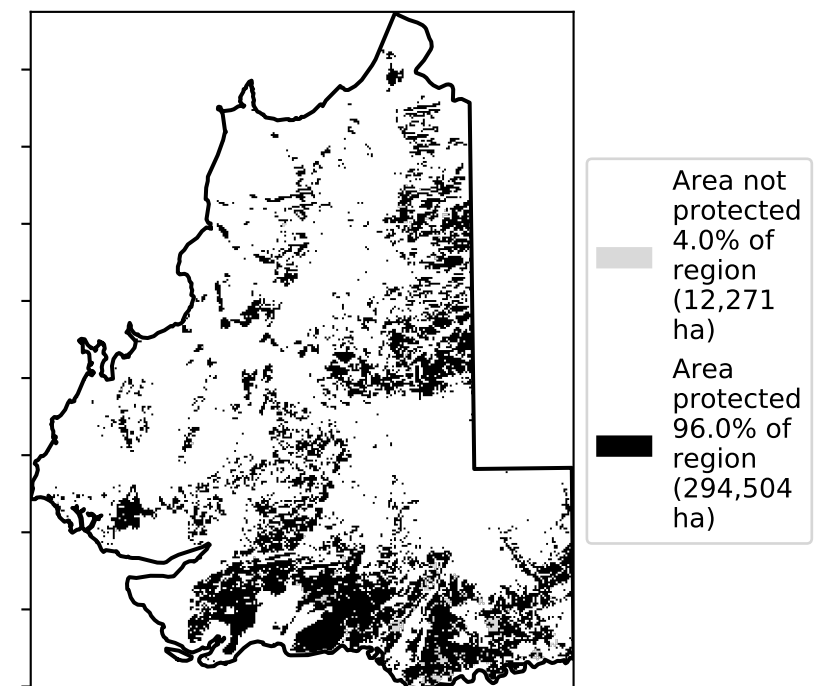 Area not
protected
4.0% of
region
(12,271
ha)
Area
protected
96.0% of
region
(294,504
ha)